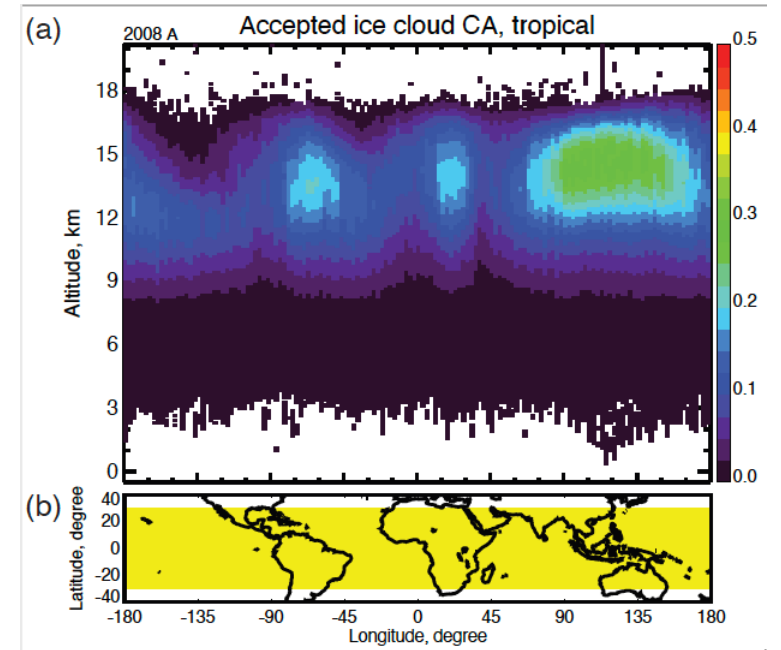 (a)
2008 A
Accepted ice cloud CA, tropical
Altitude, km
18
15
12
9
6
3
0
0.5
0.4
0.3
0.2
0.1
0.0
(b)
Latitude, degree
40
20
0
-20
-40
-180 -135 -90 -45 0 45 90 135 180
Longitude, degree